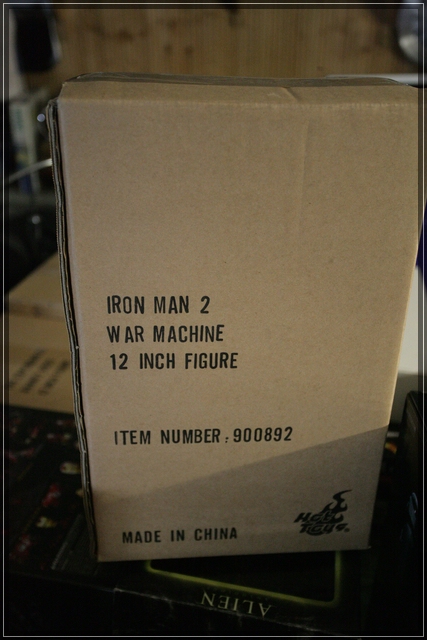 IRON MAN 2
WAR MACHINE
12 INCH FIGURE
ITEM NUMBER : 900892
MADE IN CHINA
HOT TOYS
ALIEN